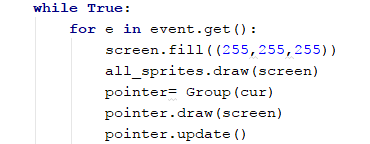 while True:
    for e in event.get():
        screen.fill((255,255,255))
        all_sprites.draw(screen)
        pointer= Group(cur)
        pointer.draw(screen)
        pointer.update()